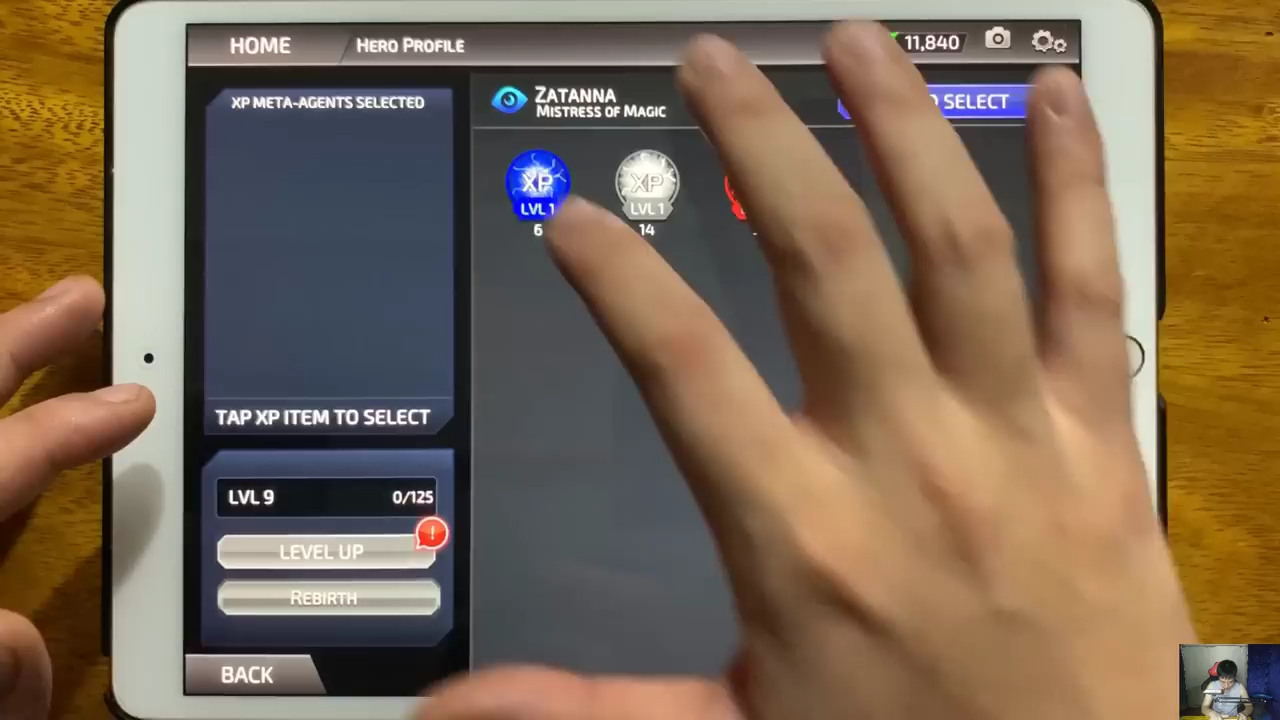 HOME
HERO PROFILE
11,840
XP META-AGENTS SELECTED
ZATANNA
MISTRESS OF MAGIC
SELECT
XP
LVL 1
6
XP
LVL 1
14
TAP XP ITEM TO SELECT
LVL 9
0/125
!
LEVEL UP
REBIRTH
BACK